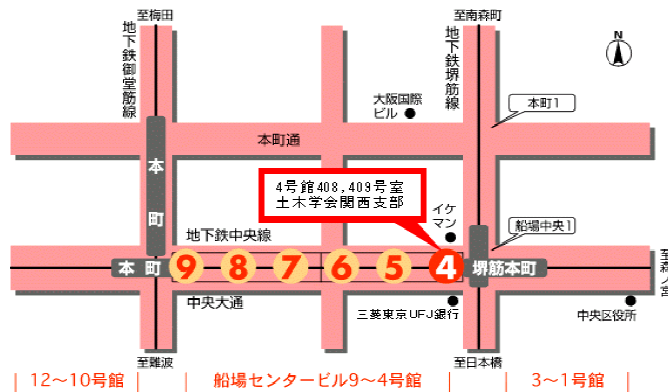 至梅田
至南森町
地下鉄御堂筋線
地下鉄堺筋線
N
大阪国際
ビル
本町1
本町通
本町
4号館408,409号室
土木学会関西支部
イケ
マン
船場中央1
地下鉄中央線
本町
9
8
7
6
5
4
堺筋本町
至森ノ宮
中央大通
三菱東京UFJ銀行
中央区役所
至難波
至日本橋
12～10号館
船場センタービル9～4号館
3～1号館